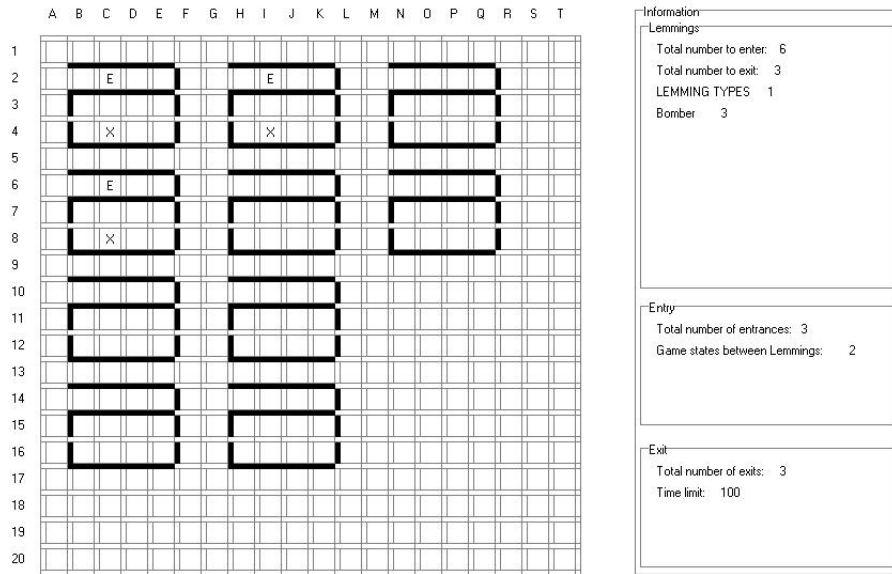 A B C D E F G H I J K L M N O P Q R S T
1
2 E E
3
4 X X
5
6 E
7
8 X
9
10
11
12
13
14
15
16
17
18
19
20
Information
Lemmings
Total number to enter: 6
Total number to exit: 3
LEMMING TYPES 1
Bomber 3
Entry
Total number of entrances: 3
Game states between Lemmings: 2
Exit
Total number of exits: 3
Time limit: 100